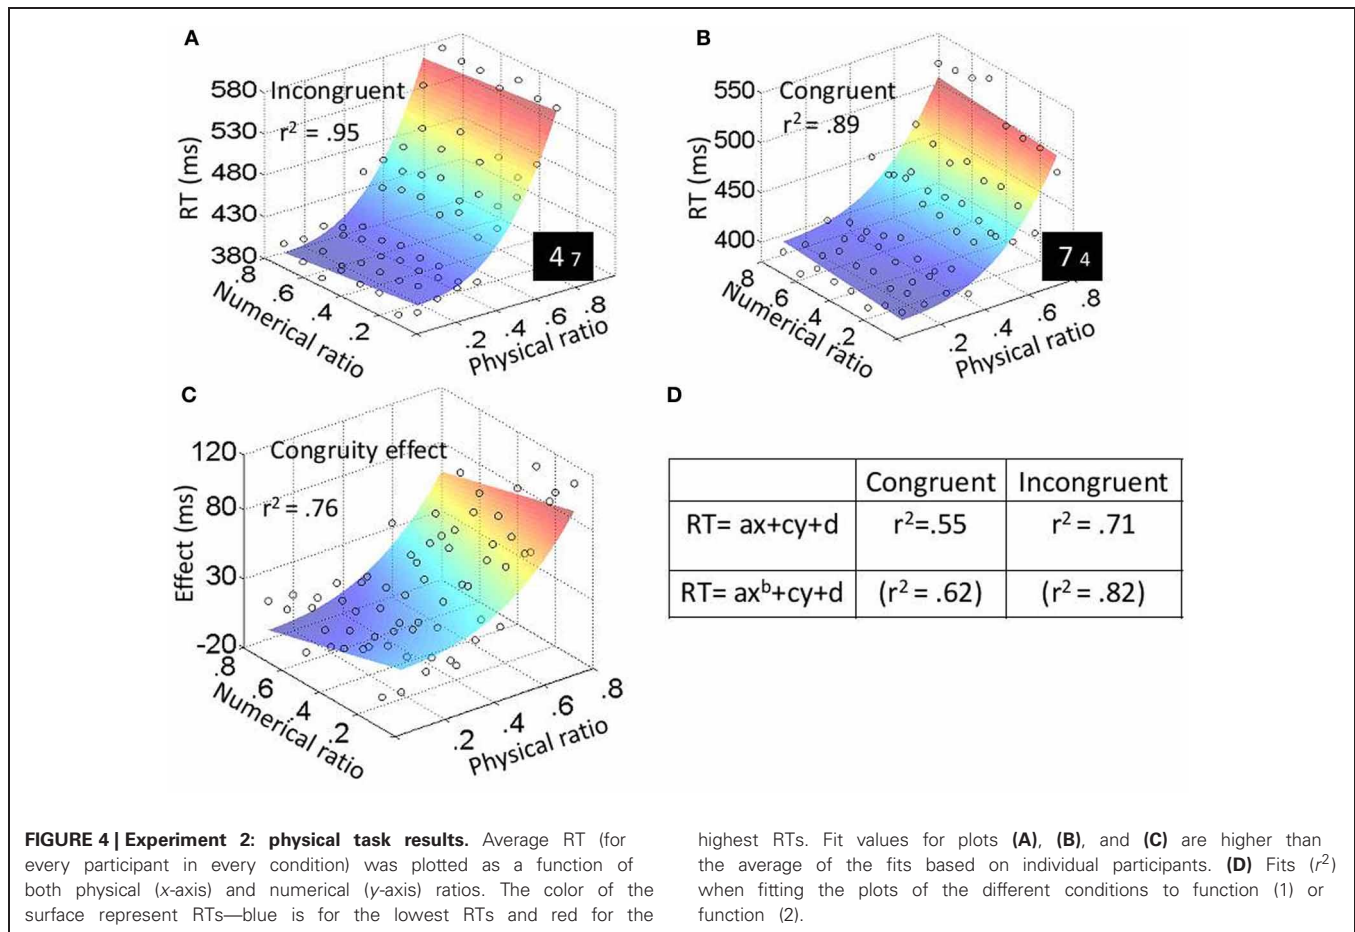 A
580
530
480
430
380
RT (ms)
Incongruent
r² = .95
4 7
.8
.6
.4
.2
Numerical ratio
.2
.4
.6
.8
Physical ratio
B
550
500
450
400
RT (ms)
Congruent
r² = .89
7 4
.8
.6
.4
.2
Numerical ratio
.2
.4
.6
.8
Physical ratio
C
120
80
30
-20
Effect (ms)
Congruity effect
r² = .76
.8
.6
.4
.2
Numerical ratio
.2
.4
.6
.8
Physical ratio
D
Congruent Incongruent
RT= ax+cy+d r²=.55 r² = .71
RT= axᵇ+cy+d (r² = .62) (r² = .82)
FIGURE 4 | Experiment 2: physical task results. Average RT (for
every participant in every condition) was plotted as a function of
both physical (x-axis) and numerical (y-axis) ratios. The color of the
surface represent RTs—blue is for the lowest RTs and red for the
highest RTs. Fit values for plots (A), (B), and (C) are higher than
the average of the fits based on individual participants. (D) Fits (r²)
when fitting the plots of the different conditions to function (1) or
function (2).